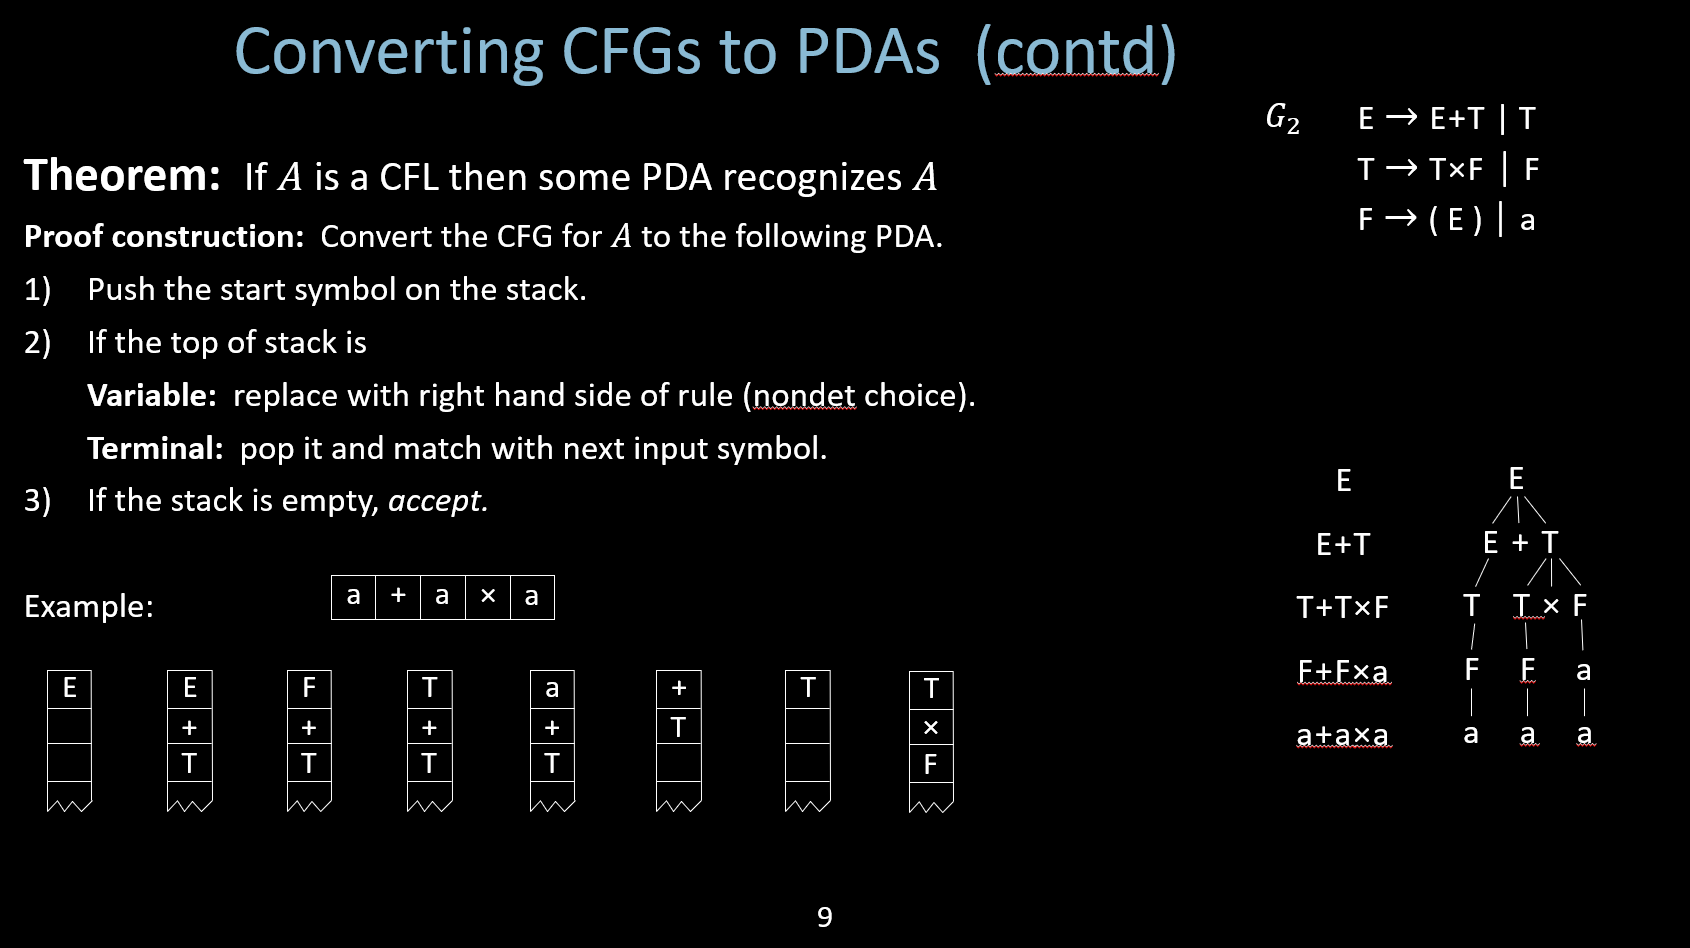 Converting CFGs to PDAs (contd)
G₂ E → E+T | T
T → T×F | F
F → ( E ) | a
Theorem: If A is a CFL then some PDA recognizes A
Proof construction: Convert the CFG for A to the following PDA.
1) Push the start symbol on the stack.
2) If the top of stack is
Variable: replace with right hand side of rule (nondet choice).
Terminal: pop it and match with next input symbol.
3) If the stack is empty, accept.
Example: a + a × a
E E F T a + T T
+ + + + T ×
T T T T F
E E
E+T E + T
T+T×F T T × F
F+F×a F F a
a+a×a a a a
9